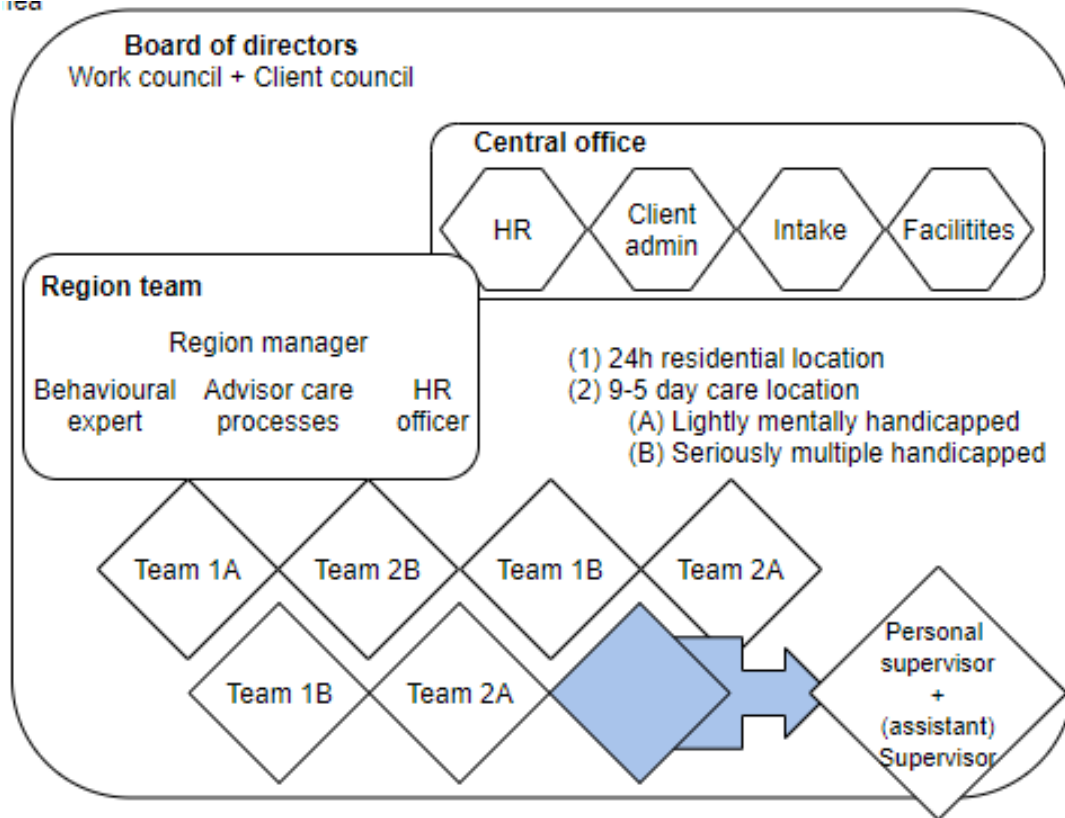 Board of directors
Work council + Client council
Central office
HR
Client
admin
Intake
Facilitites
Region team
Region manager
Behavioural
expert
Advisor care
processes
HR
officer
(1) 24h residential location
(2) 9-5 day care location
(A) Lightly mentally handicapped
(B) Seriously multiple handicapped
Team 1A
Team 2B
Team 1B
Team 2A
Team 1B
Team 2A
Personal
supervisor
+
(assistant)
Supervisor